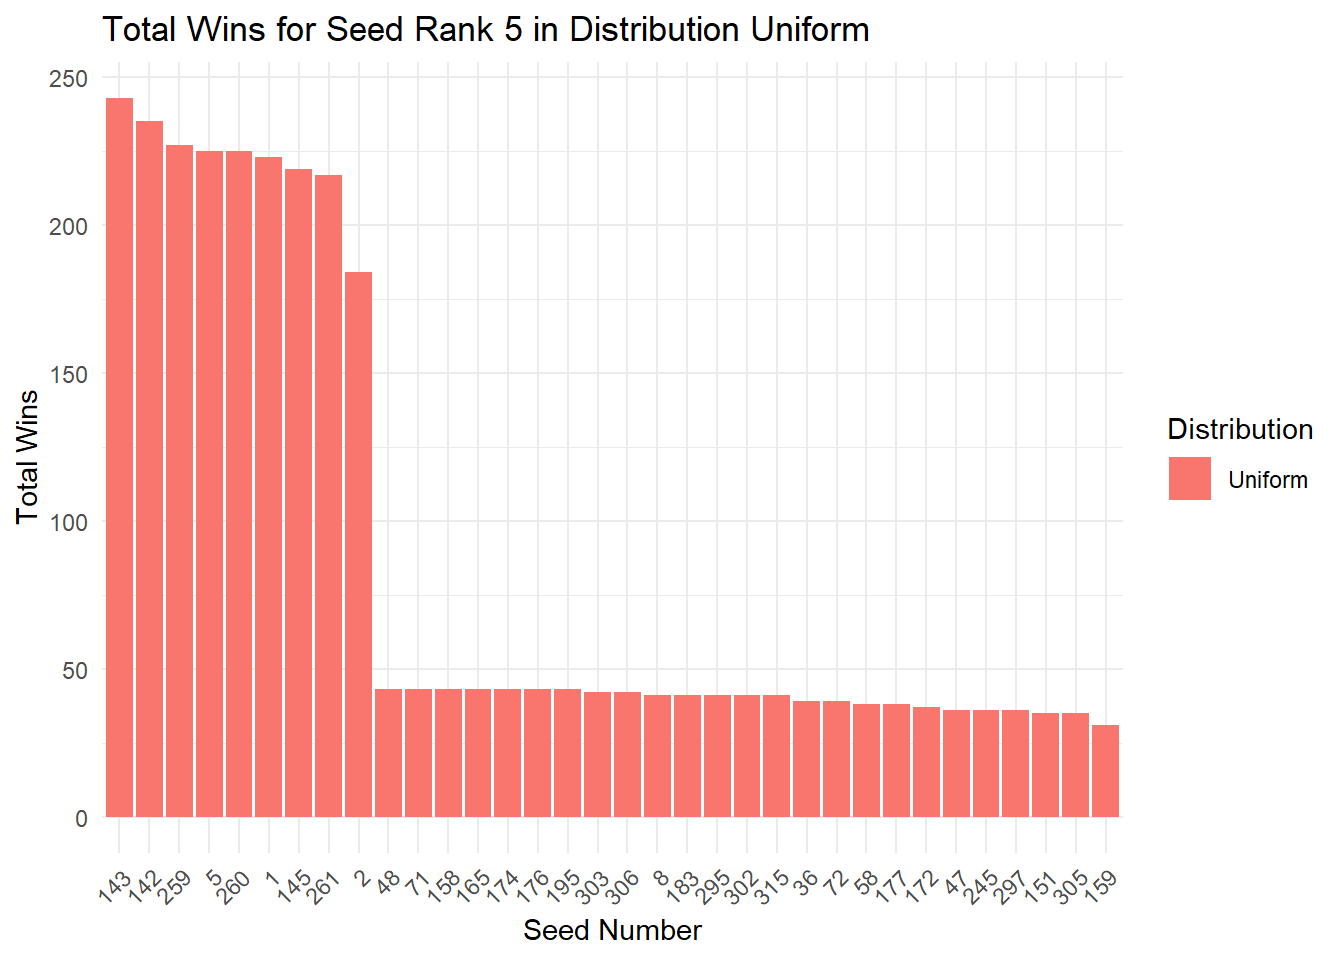 Total Wins for Seed Rank 5 in Distribution Uniform
250
200
150
100
50
0
Total Wins
143 142 259 5 260 1 145 261 2 48 71 158 165 174 176 195 303 306 8 183 295 302 315 36 72 58 177 172 47 245 297 151 305 159
Seed Number
Distribution
Uniform